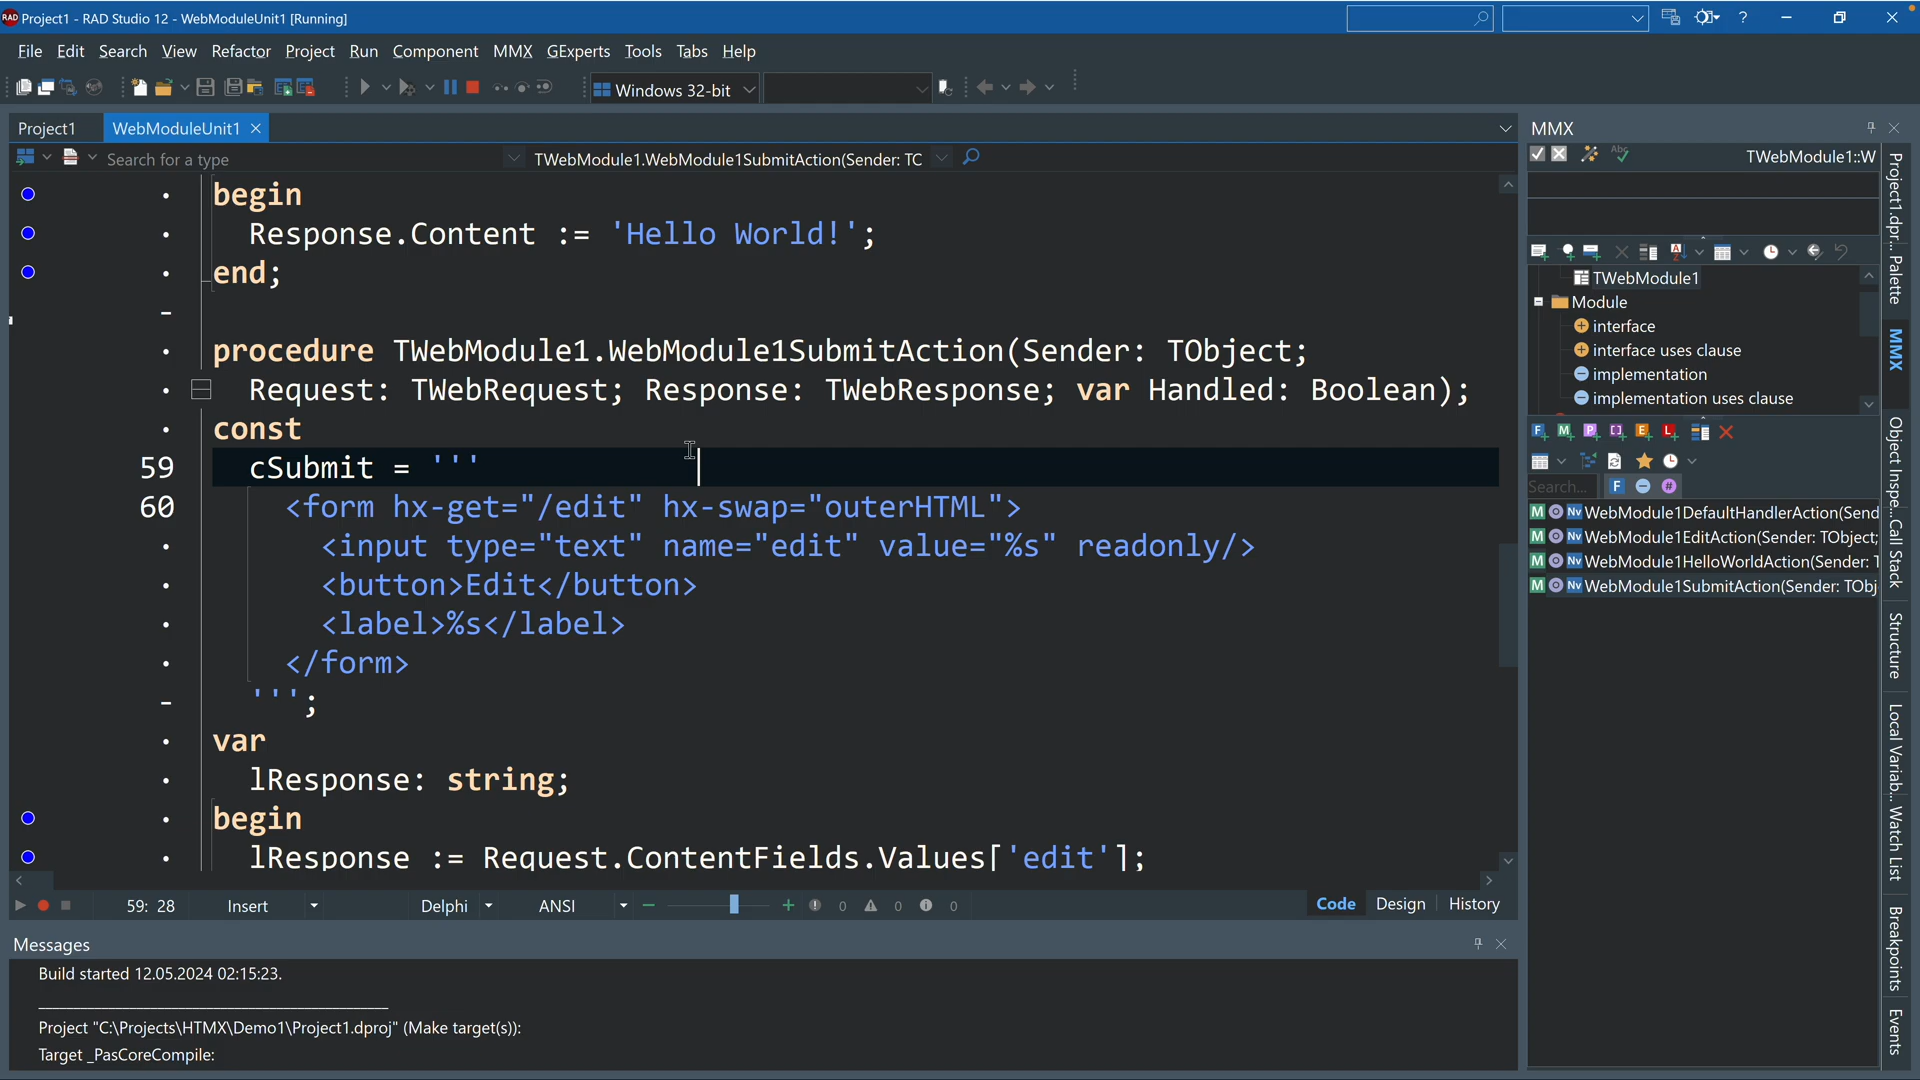 RAD Project1 - RAD Studio 12 - WebModuleUnit1 [Running]
?
File Edit Search View Refactor Project Run Component MMX GExperts Tools Tabs Help
Windows 32-bit
Project1 WebModuleUnit1
Search for a type TWebModule1.WebModule1SubmitAction(Sender: TC
begin
Response.Content := 'Hello World!';
end;
procedure TWebModule1.WebModule1SubmitAction(Sender: TObject;
Request: TWebRequest; Response: TWebResponse; var Handled: Boolean);
const
59 cSubmit = '''
60 <form hx-get="/edit" hx-swap="outerHTML">
<input type="text" name="edit" value="%s" readonly/>
<button>Edit</button>
<label>%s</label>
</form>
''';
var
lResponse: string;
begin
lResponse := Request.ContentFields.Values['edit'];
59: 28 Insert Delphi ANSI 0 0 0 Code Design History
Messages
Build started 12.05.2024 02:15:23.
Project "C:\Projects\HTMX\Demo1\Project1.dproj" (Make target(s)):
Target _PasCoreCompile:
MMX
TWebModule1::W
TWebModule1
Module
interface
interface uses clause
implementation
implementation uses clause
Search... F #
M Nv WebModule1DefaultHandlerAction(Send
M Nv WebModule1EditAction(Sender: TObject;
M Nv WebModule1HelloWorldAction(Sender: T
M Nv WebModule1SubmitAction(Sender: TObj
Project1.dpr...
Palette
MMX
Object Inspe...
Call Stack
Structure
Local Variab...
Watch List
Breakpoints
Events